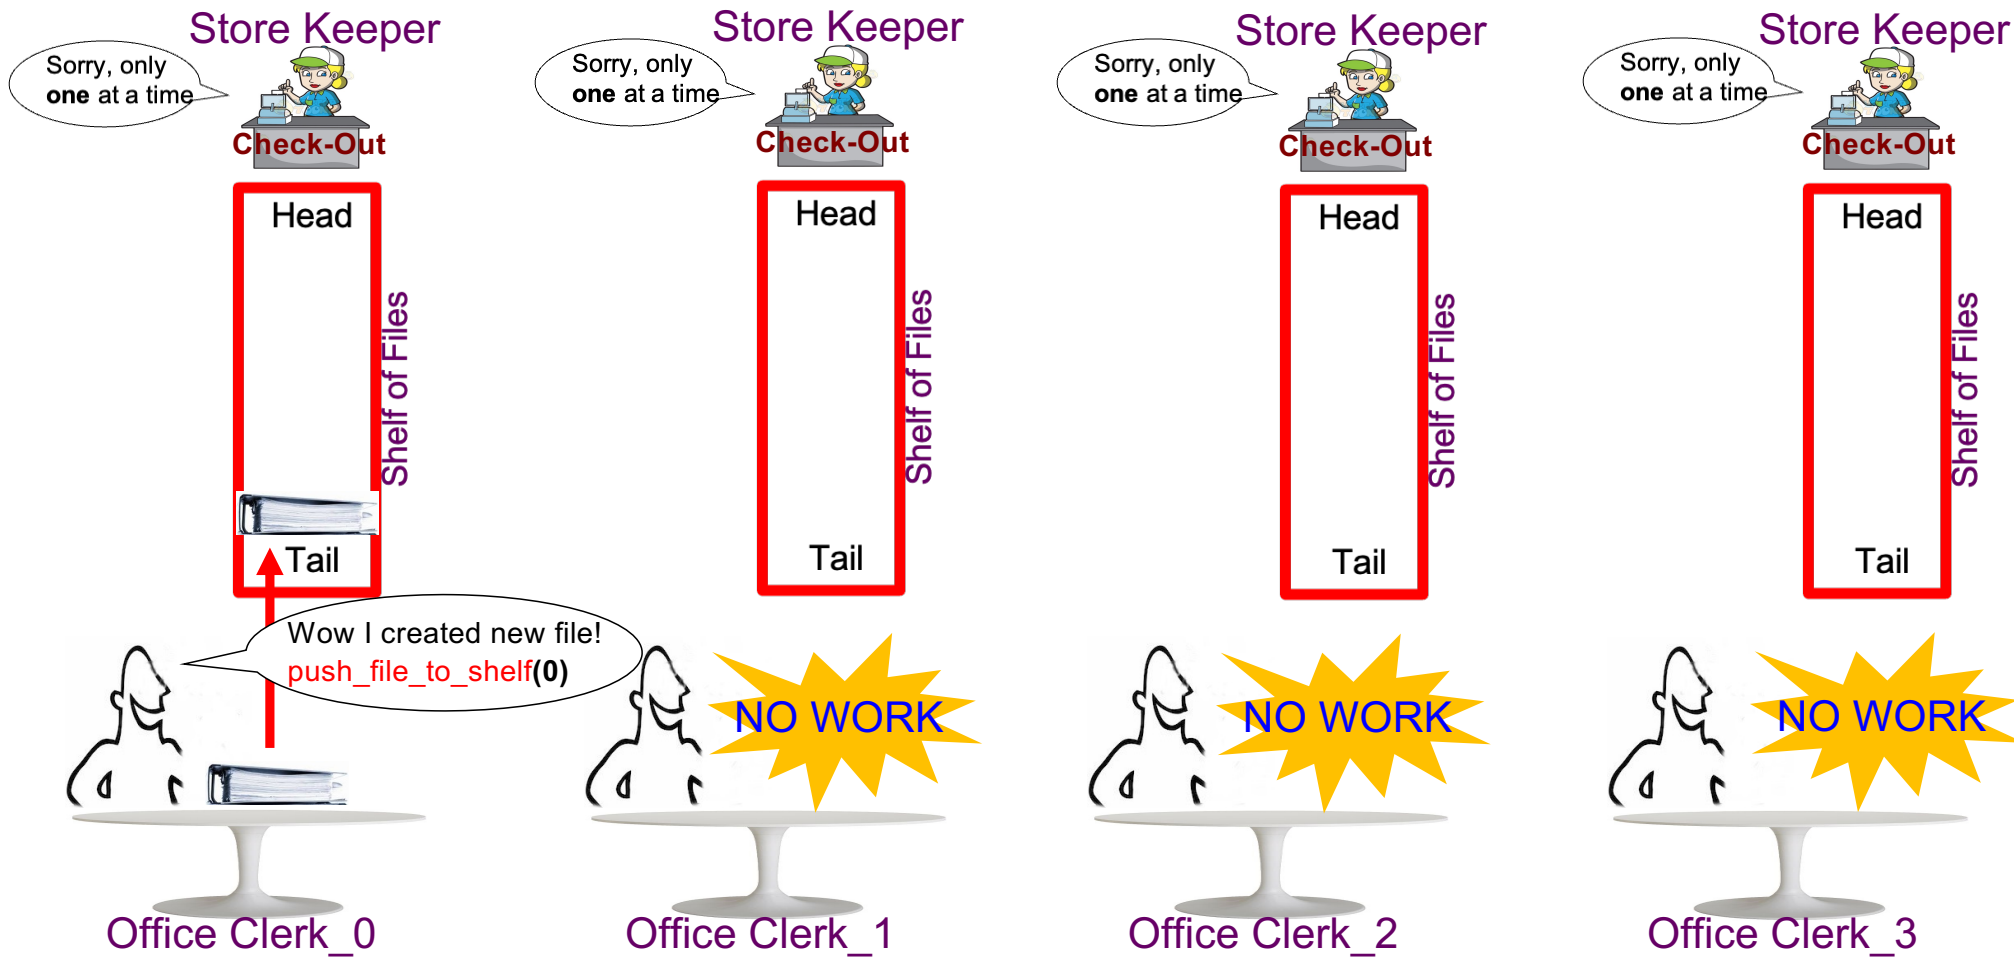 Store Keeper
Sorry, only
one at a time
Check-Out
Head
Shelf of Files
Tail
Wow I created new file!
push_file_to_shelf(0)
Office Clerk_0
Store Keeper
Sorry, only
one at a time
Check-Out
Head
Shelf of Files
Tail
NO WORK
Office Clerk_1
Store Keeper
Sorry, only
one at a time
Check-Out
Head
Shelf of Files
Tail
NO WORK
Office Clerk_2
Store Keeper
Sorry, only
one at a time
Check-Out
Head
Shelf of Files
Tail
NO WORK
Office Clerk_3